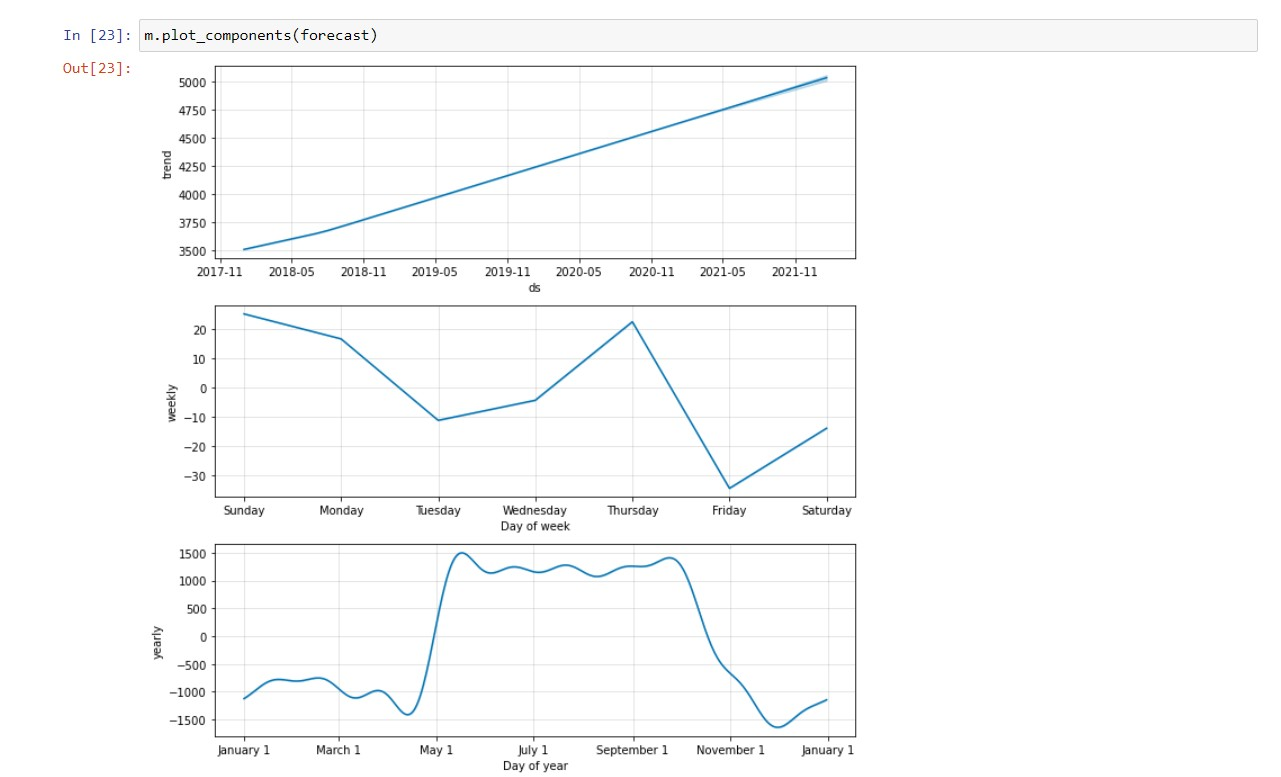 In [23]: m.plot_components(forecast)
Out[23]:
5000
4750
4500
4250
4000
3750
3500
trend
2017-11 2018-05 2018-11 2019-05 2019-11 2020-05 2020-11 2021-05 2021-11
ds
20
10
0
−10
−20
−30
weekly
Sunday Monday Tuesday Wednesday Thursday Friday Saturday
Day of week
1500
1000
500
0
−500
−1000
−1500
yearly
January 1 March 1 May 1 July 1 September 1 November 1 January 1
Day of year